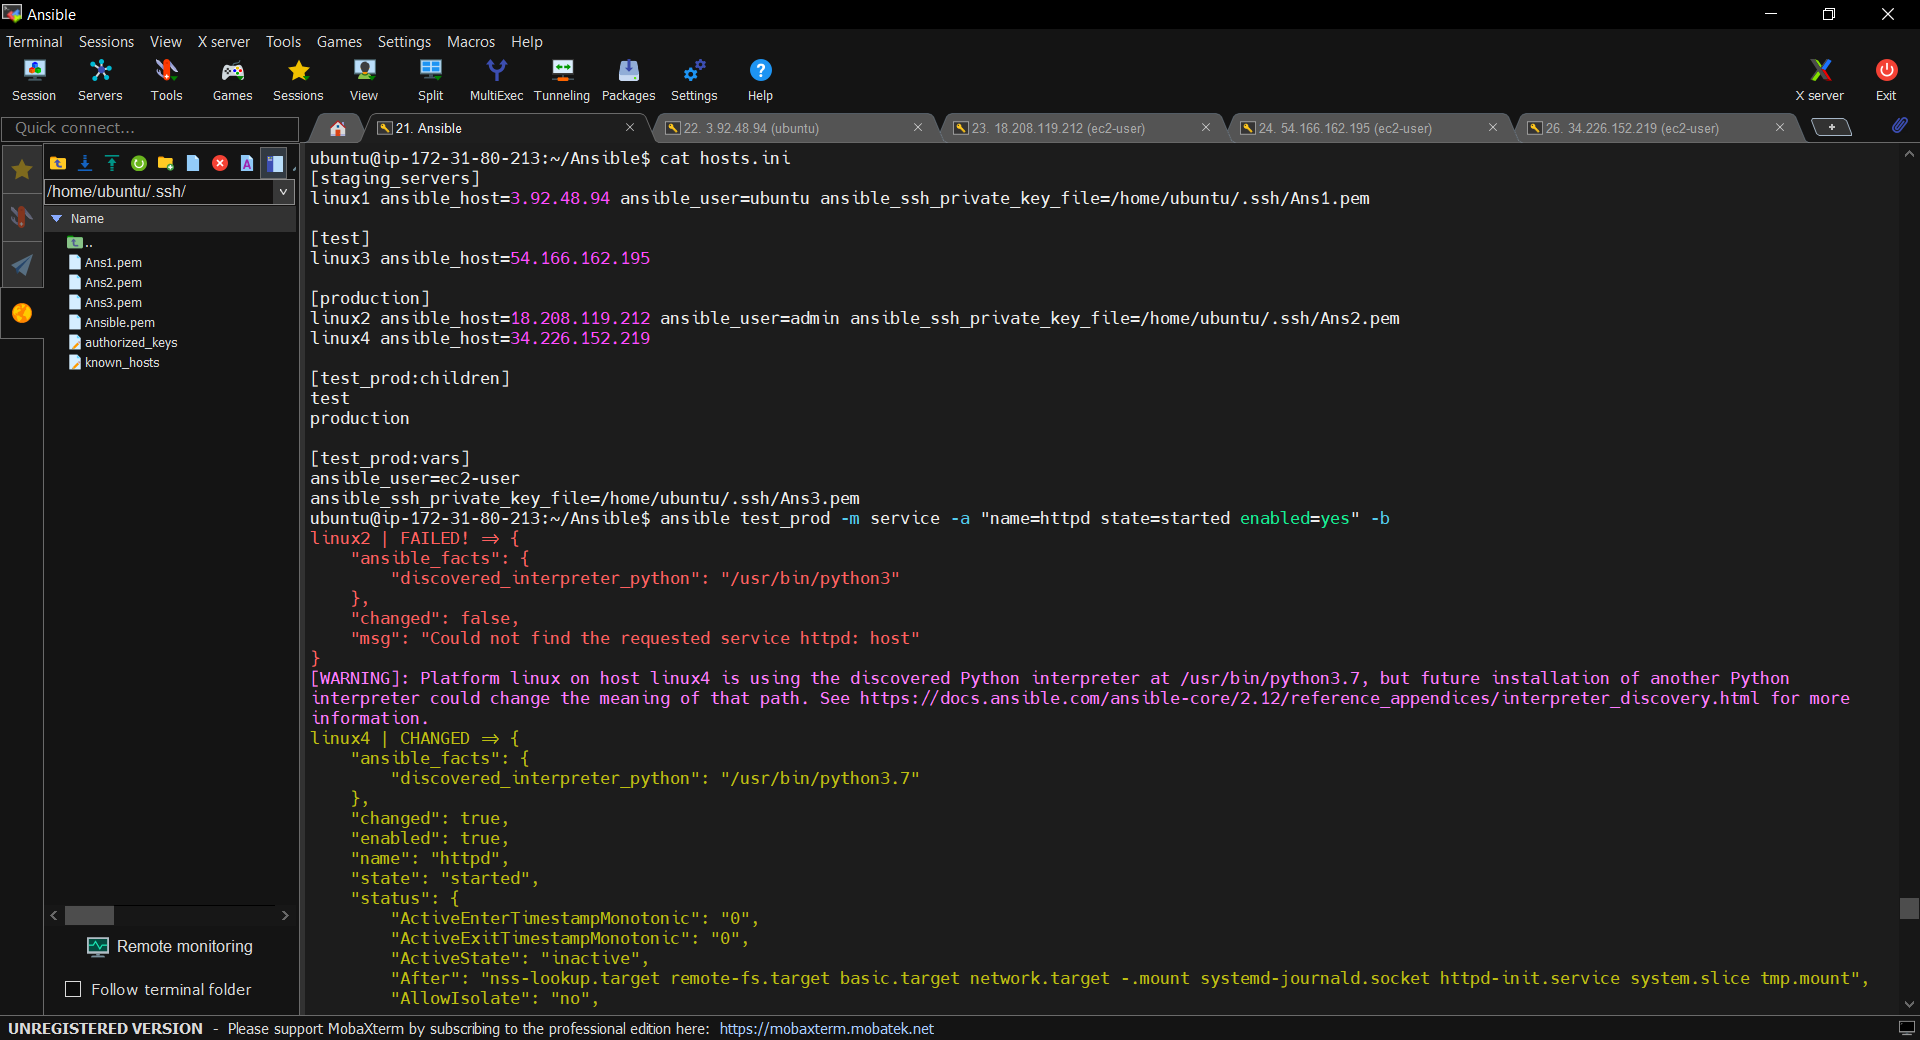 Ansible
Terminal Sessions View X server Tools Games Settings Macros Help
Session Servers Tools Games Sessions View Split MultiExec Tunneling Packages Settings Help X server Exit
Quick connect...
21. Ansible
22. 3.92.48.94 (ubuntu)
23. 18.208.119.212 (ec2-user)
24. 54.166.162.195 (ec2-user)
26. 34.226.152.219 (ec2-user)
/home/ubuntu/.ssh/
Name
..
Ans1.pem
Ans2.pem
Ans3.pem
Ansible.pem
authorized_keys
known_hosts
Remote monitoring
Follow terminal folder
ubuntu@ip-172-31-80-213:~/Ansible$ cat hosts.ini
[staging_servers]
linux1 ansible_host=3.92.48.94 ansible_user=ubuntu ansible_ssh_private_key_file=/home/ubuntu/.ssh/Ans1.pem
[test]
linux3 ansible_host=54.166.162.195
[production]
linux2 ansible_host=18.208.119.212 ansible_user=admin ansible_ssh_private_key_file=/home/ubuntu/.ssh/Ans2.pem
linux4 ansible_host=34.226.152.219
[test_prod:children]
test
production
[test_prod:vars]
ansible_user=ec2-user
ansible_ssh_private_key_file=/home/ubuntu/.ssh/Ans3.pem
ubuntu@ip-172-31-80-213:~/Ansible$ ansible test_prod -m service -a "name=httpd state=started enabled=yes" -b
linux2 | FAILED! => {
    "ansible_facts": {
        "discovered_interpreter_python": "/usr/bin/python3"
    },
    "changed": false,
    "msg": "Could not find the requested service httpd: host"
}
[WARNING]: Platform linux on host linux4 is using the discovered Python interpreter at /usr/bin/python3.7, but future installation of another Python
interpreter could change the meaning of that path. See https://docs.ansible.com/ansible-core/2.12/reference_appendices/interpreter_discovery.html for more
information.
linux4 | CHANGED => {
    "ansible_facts": {
        "discovered_interpreter_python": "/usr/bin/python3.7"
    },
    "changed": true,
    "enabled": true,
    "name": "httpd",
    "state": "started",
    "status": {
        "ActiveEnterTimestampMonotonic": "0",
        "ActiveExitTimestampMonotonic": "0",
        "ActiveState": "inactive",
        "After": "nss-lookup.target remote-fs.target basic.target network.target -.mount systemd-journald.socket httpd-init.service system.slice tmp.mount",
        "AllowIsolate": "no",
UNREGISTERED VERSION - Please support MobaXterm by subscribing to the professional edition here: https://mobaxterm.mobatek.net